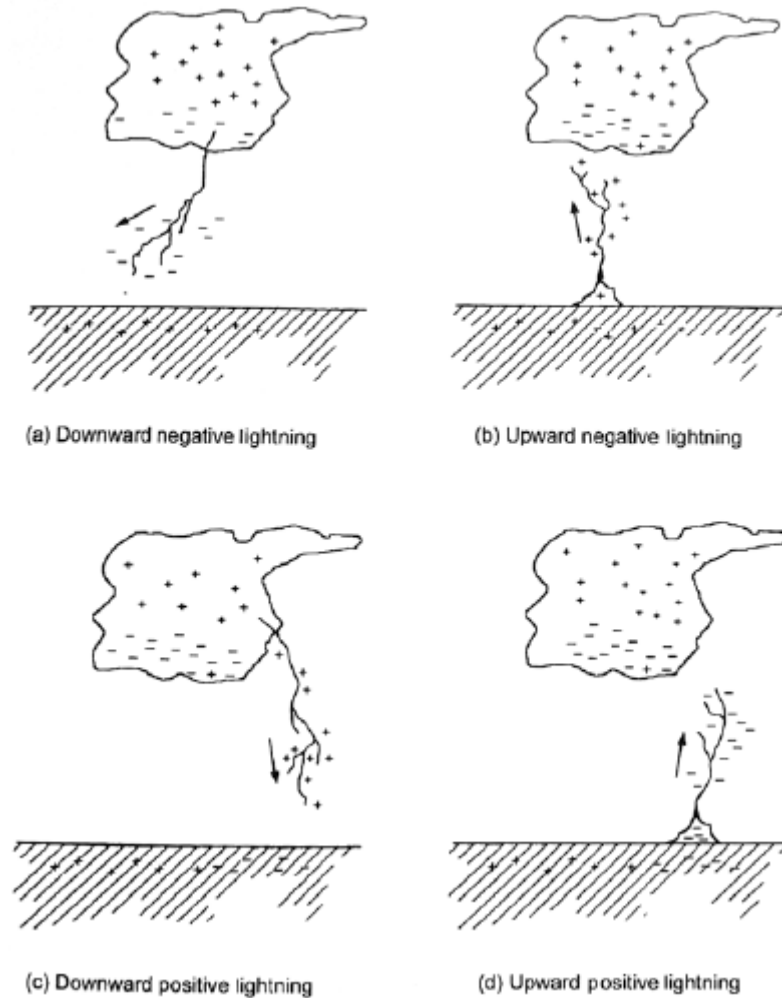 (a) Downward negative lightning
(b) Upward negative lightning
(c) Downward positive lightning
(d) Upward positive lightning